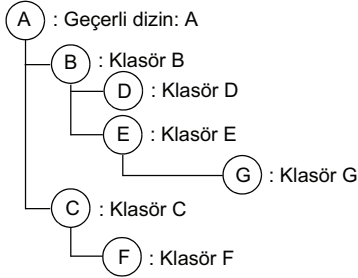 A : Geçerli dizin: A
B : Klasör B
D : Klasör D
E : Klasör E
G : Klasör G
C : Klasör C
F : Klasör F